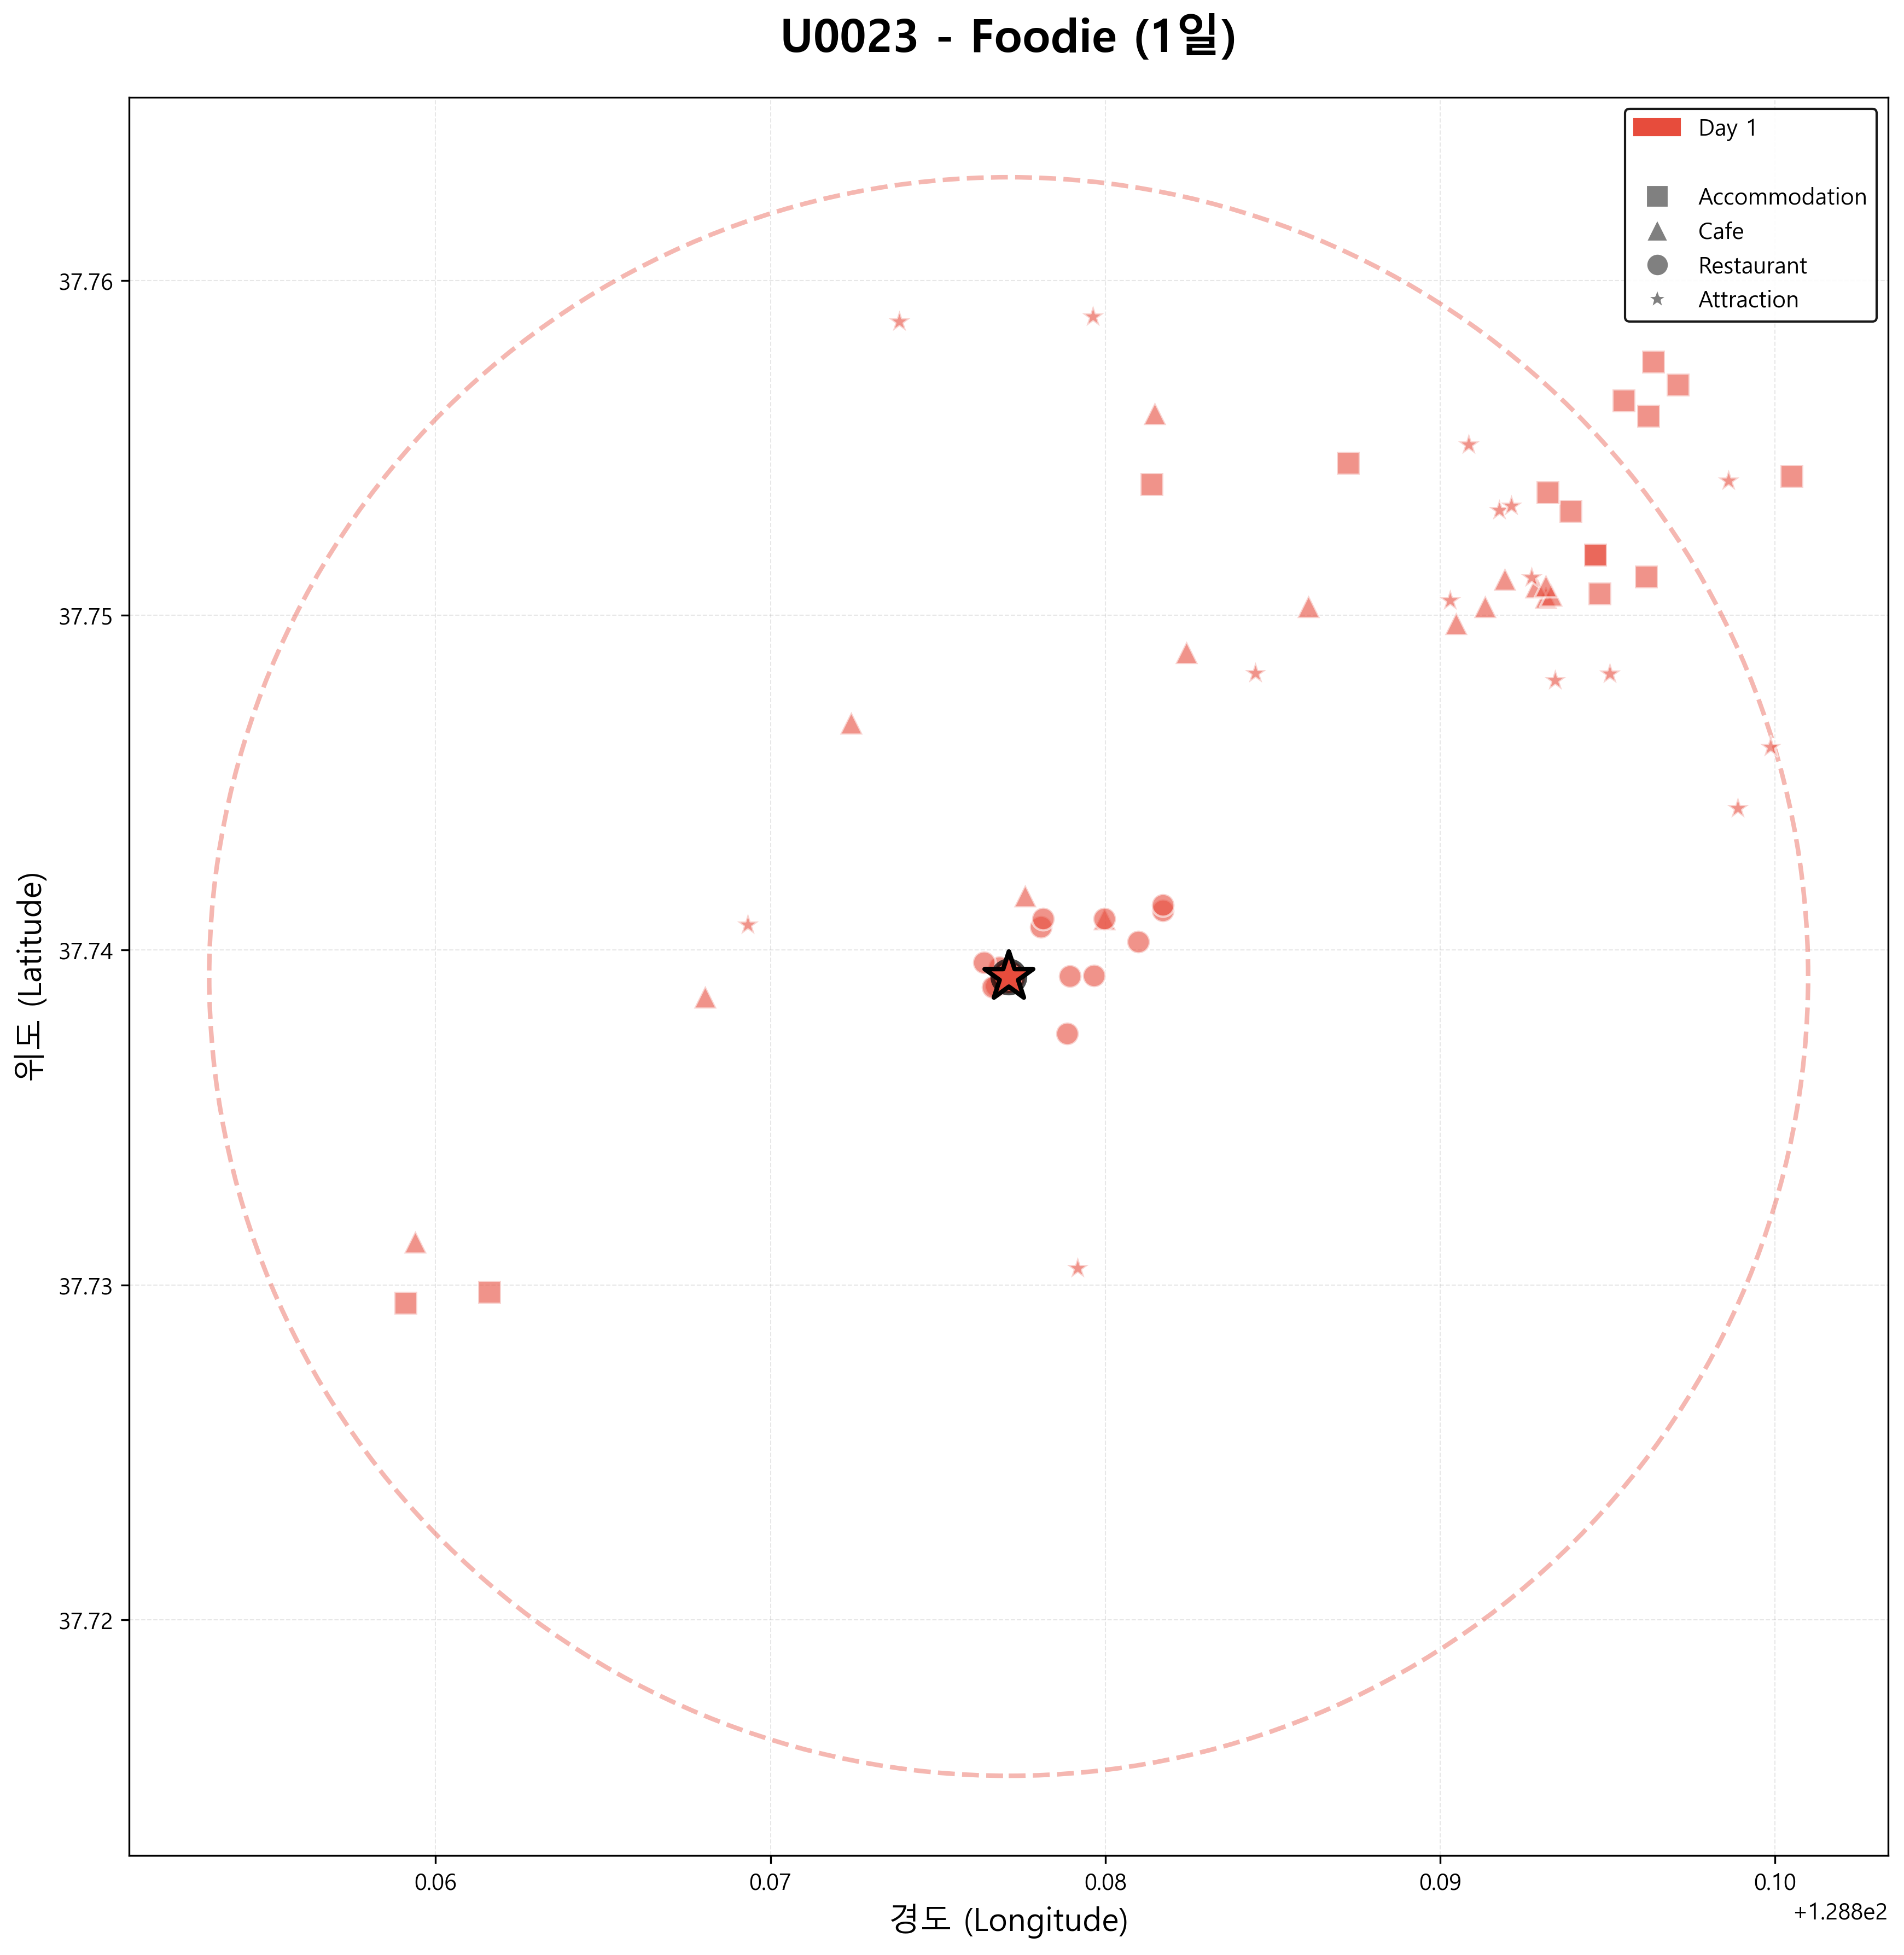 U0023 - Foodie (1일)
Day 1
Accommodation
Cafe
Restaurant
Attraction
37.76
37.75
37.74
37.73
37.72
위도 (Latitude)
0.06
0.07
0.08
0.09
0.10
+1.288e2
경도 (Longitude)